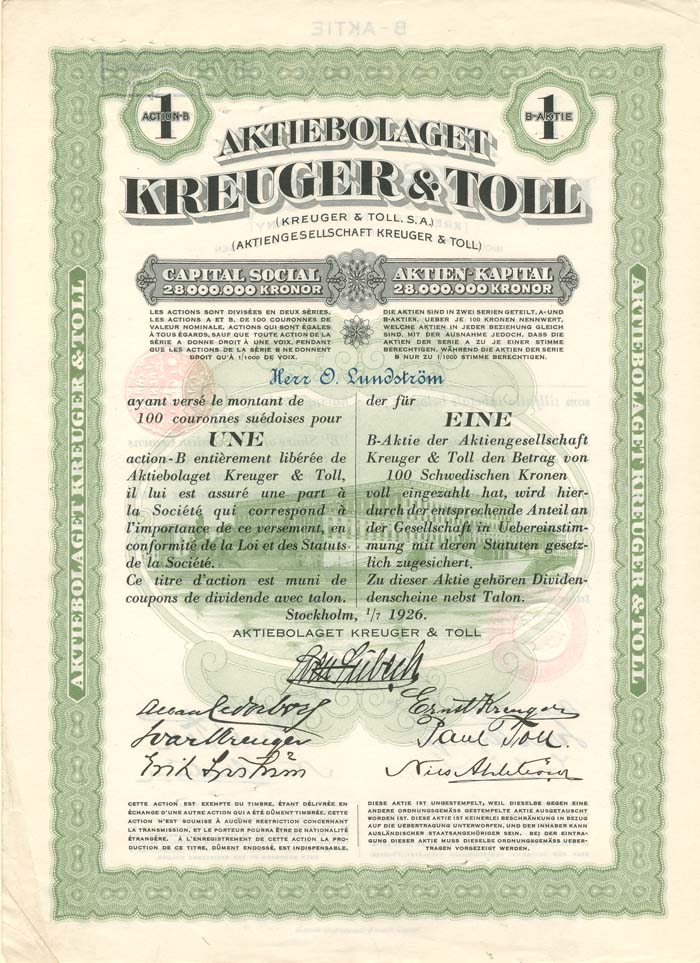 B-AKTIE
1 ACTION-B
1 B-AKTIE
AKTIEBOLAGET
KREUGER & TOLL
(KREUGER & TOLL. S.A.)
(AKTIENGESELLSCHAFT KREUGER & TOLL)
CAPITAL SOCIAL
28.000.000 KRONOR
AKTIEN-KAPITAL
28.000.000 KRONOR
LES ACTIONS SONT DIVISÉES EN DEUX SÉRIES,
LES ACTIONS A ET B, DE 100 COURONNES DE
VALEUR NOMINALE, ACTIONS QUI SONT ÉGALES
À TOUS ÉGARDS, SAUF QUE TOUTE ACTION DE LA
SÉRIE A DONNE DROIT À UNE VOIX, PENDANT
QUE LES ACTIONS DE LA SÉRIE B NE DONNENT
DROIT QU'À 1/1000 DE VOIX.
DIE AKTIEN SIND IN ZWEI SERIEN GETEILT, A-UND
B-AKTIEN. UEBER JE 100 KRONEN NENNWERT,
WELCHE AKTIEN IN JEDER BEZIEHUNG GLEICH
SIND. MIT DER AUSNAHME JEDOCH, DASS DIE
AKTIEN DER SERIE A ZU JE EINER STIMME
BERECHTIGEN, WÄHREND DIE AKTIEN DER SERIE
B NUR ZU 1/1000 STIMME BERECHTIGEN.
Herr O. Lundström
ayant versé le montant de
100 couronnes suédoises pour
UNE
action-B entièrement libérée de
Aktiebolaget Kreuger & Toll,
il lui est assuré une part à
la Société qui correspond à
l'importance de ce versement, en
conformité de la Loi et des Statuts
de la Société.
Ce titre d'action est muni de
coupons de dividende avec talon.
der für
EINE
B-Aktie der Aktiengesellschaft
Kreuger & Toll den Betrag von
100 Schwedischen Kronen
voll eingezahlt hat, wird hier-
durch der entsprechende Anteil an
der Gesellschaft in Uebereinstim-
mung mit deren Statuten gesetz-
lich zugesichert.
Zu dieser Aktie gehören Dividen-
denscheine nebst Talon.
Stockholm, 1/7 1926.
AKTIEBOLAGET KREUGER & TOLL
Ivar Kreuger
Ernst Kreuger
Paul Toll.
Nils Ahlström
CETTE ACTION EST EXEMPTE DU TIMBRE, ÉTANT DÉLIVRÉE EN
ÉCHANGE D'UNE AUTRE ACTION QUI A ÉTÉ DÛMENT TIMBRÉE. CETTE
ACTION N'EST SOUMISE À AUCUNE RESTRICTION CONCERNANT
LA TRANSMISSION, ET LE PORTEUR POURRA ÊTRE DE NATIONALITÉ
ÉTRANGÈRE. À L'ENREGISTREMENT DE CETTE ACTION LA PRO-
DUCTION DE CE TITRE, DÛMENT ENDOSSÉ, EST INDISPENSABLE.
DIESE AKTIE IST UNGESTEMPELT, WEIL DIESELBE GEGEN EINE
ANDERE ORDNUNGSGEMÄSS GESTEMPELTE AKTIE AUSGETAUSCHT
WORDEN IST. DIESE AKTIE IST KEINERLEI BESCHRÄNKUNG IN BEZUG
AUF DIE UEBERTRAGUNG UNTERWORFEN, UND DER INHABER KANN
AUSLÄNDISCHER STAATSANGEHÖRIGER SEIN. BEI DER EINTRA-
GUNG DIESER AKTIE MUSS DIESELBE ORDNUNGSGEMÄSS UEBER-
TRAGEN VORGEZEIGT WERDEN.
AKTIEBOLAGET KREUGER & TOLL
AKTIEBOLAGET KREUGER & TOLL